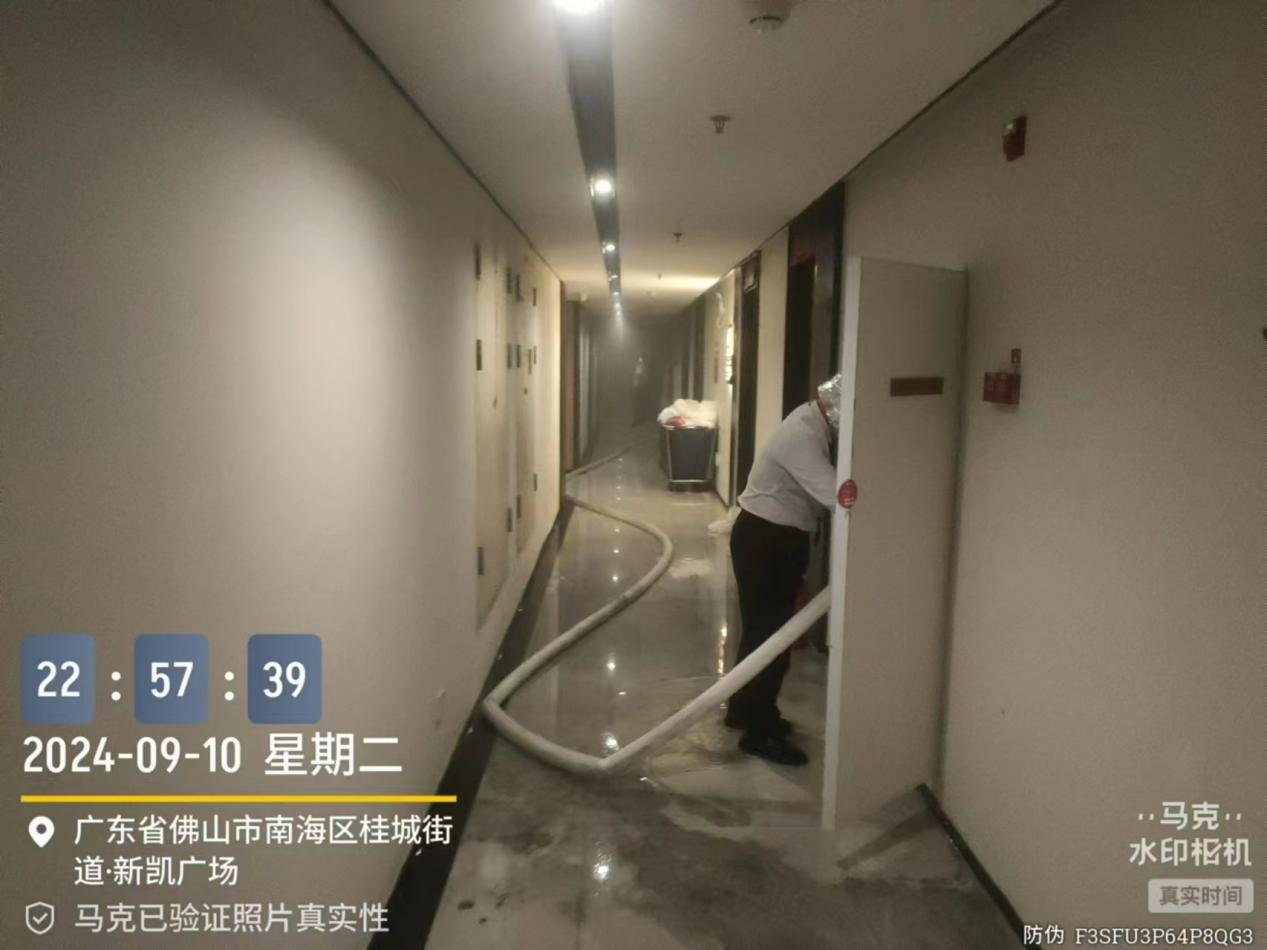 22:57:39
2024-09-10 星期二
广东省佛山市南海区桂城街
道·新凯广场
马克已验证照片真实性
马克
水印相机
真实时间
防伪 F3SFU3P64P8QG3